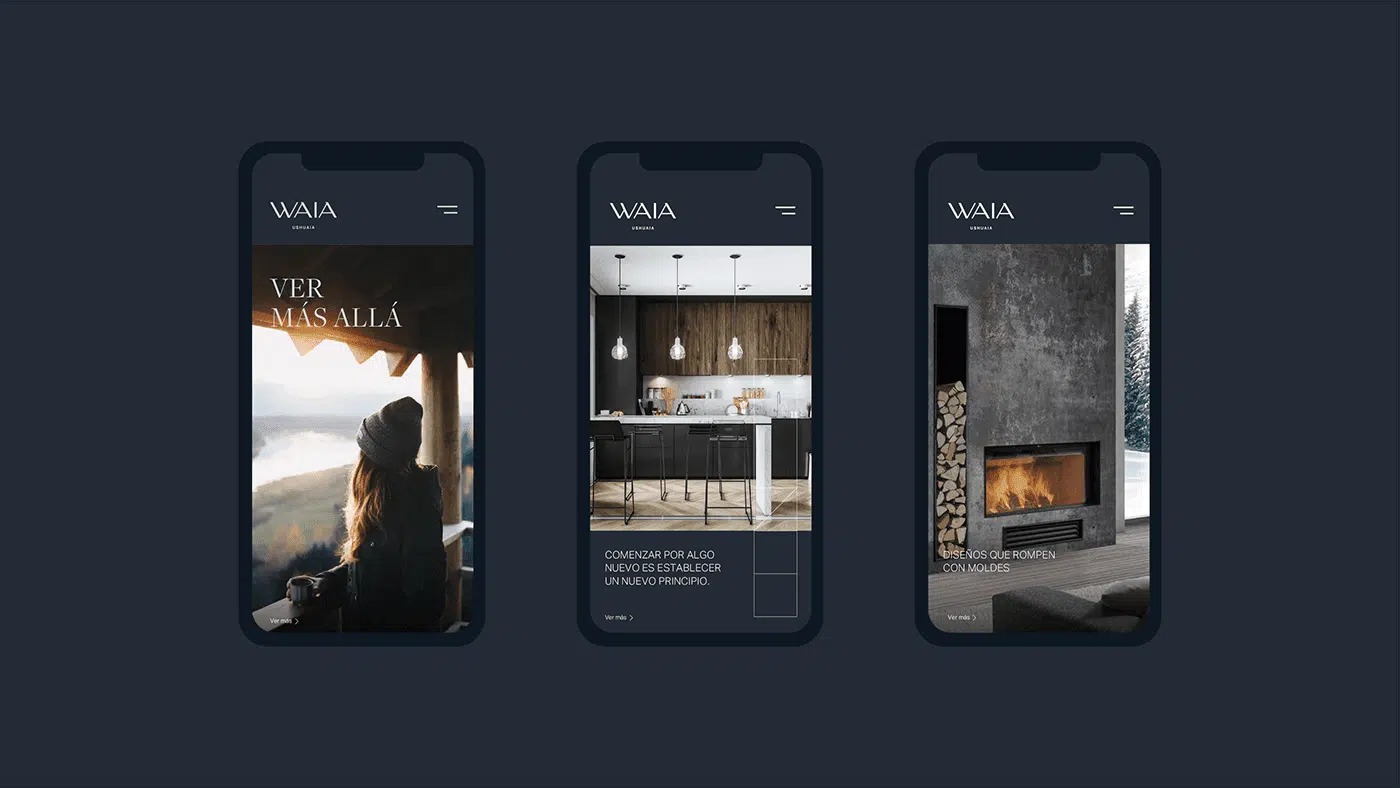 WAIA
USHUAIA
VER
MÁS ALLÁ
Ver más
WAIA
USHUAIA
COMENZAR POR ALGO
NUEVO ES ESTABLECER
UN NUEVO PRINCIPIO.
Ver más
WAIA
USHUAIA
DISEÑOS QUE ROMPEN
CON MOLDES
Ver más